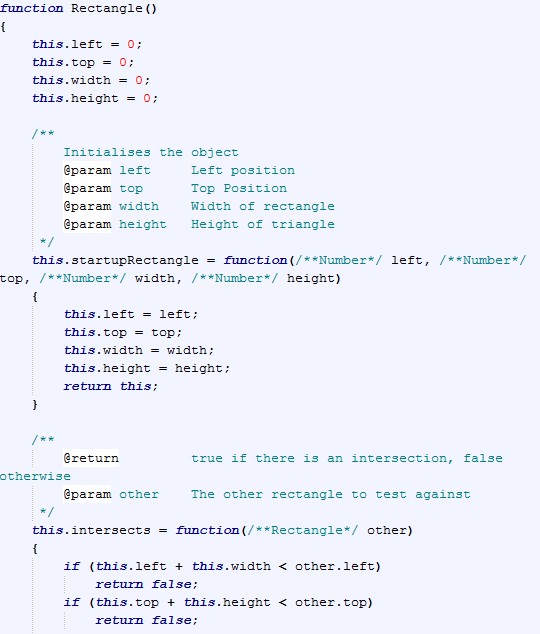 function Rectangle()
{
    this.left = 0;
    this.top = 0;
    this.width = 0;
    this.height = 0;

    /**
        Initialises the object
        @param left     Left position
        @param top      Top Position
        @param width    Width of rectangle
        @param height   Height of triangle
     */
    this.startupRectangle = function(/**Number*/ left, /**Number*/
top, /**Number*/ width, /**Number*/ height)
    {
        this.left = left;
        this.top = top;
        this.width = width;
        this.height = height;
        return this;
    }

    /**
        @return         true if there is an intersection, false
otherwise
        @param other    The other rectangle to test against
     */
    this.intersects = function(/**Rectangle*/ other)
    {
        if (this.left + this.width < other.left)
            return false;
        if (this.top + this.height < other.top)
            return false;